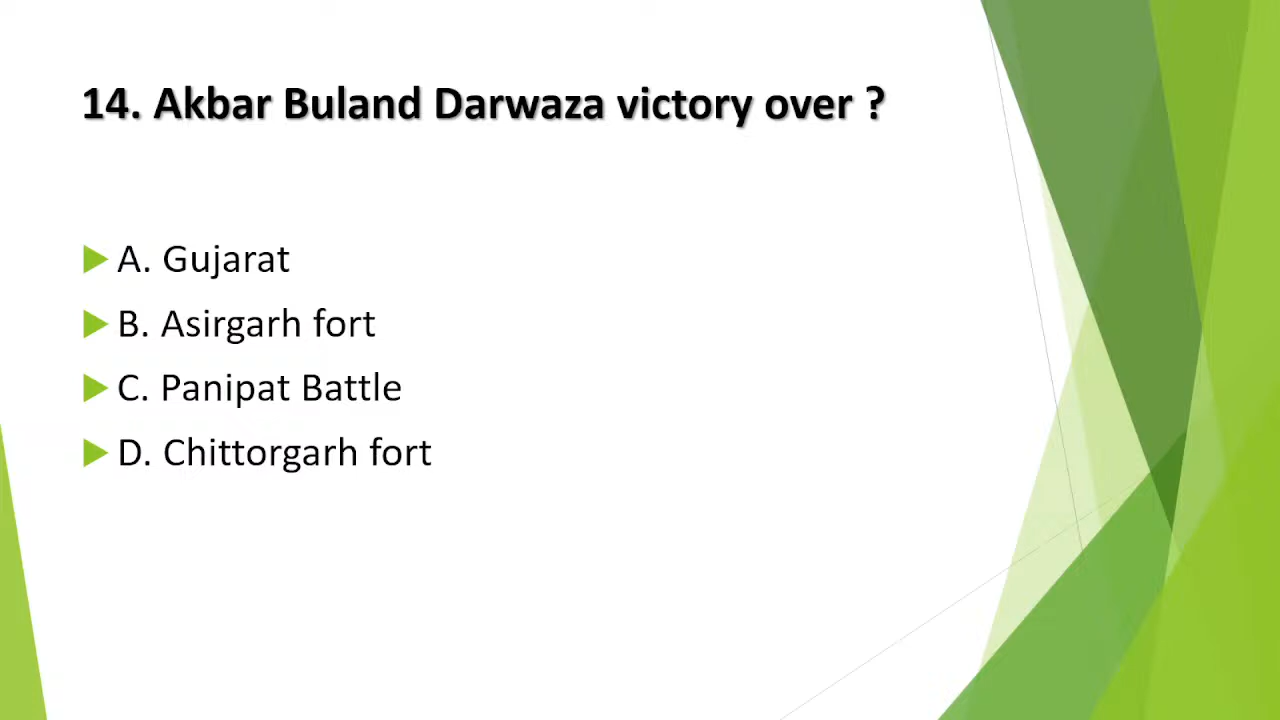 14. Akbar Buland Darwaza victory over ?
A. Gujarat
B. Asirgarh fort
C. Panipat Battle
D. Chittorgarh fort